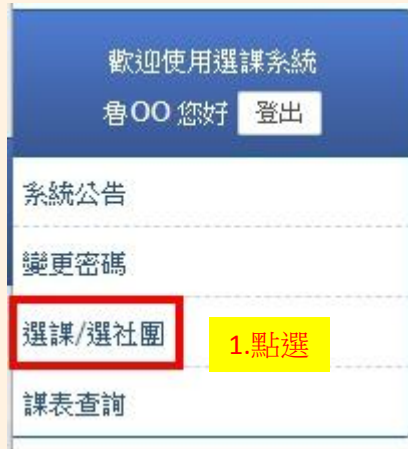 歡迎使用選課系統
魯OO 您好 登出
系統公告
變更密碼
選課/選社團
1.點選
課表查詢